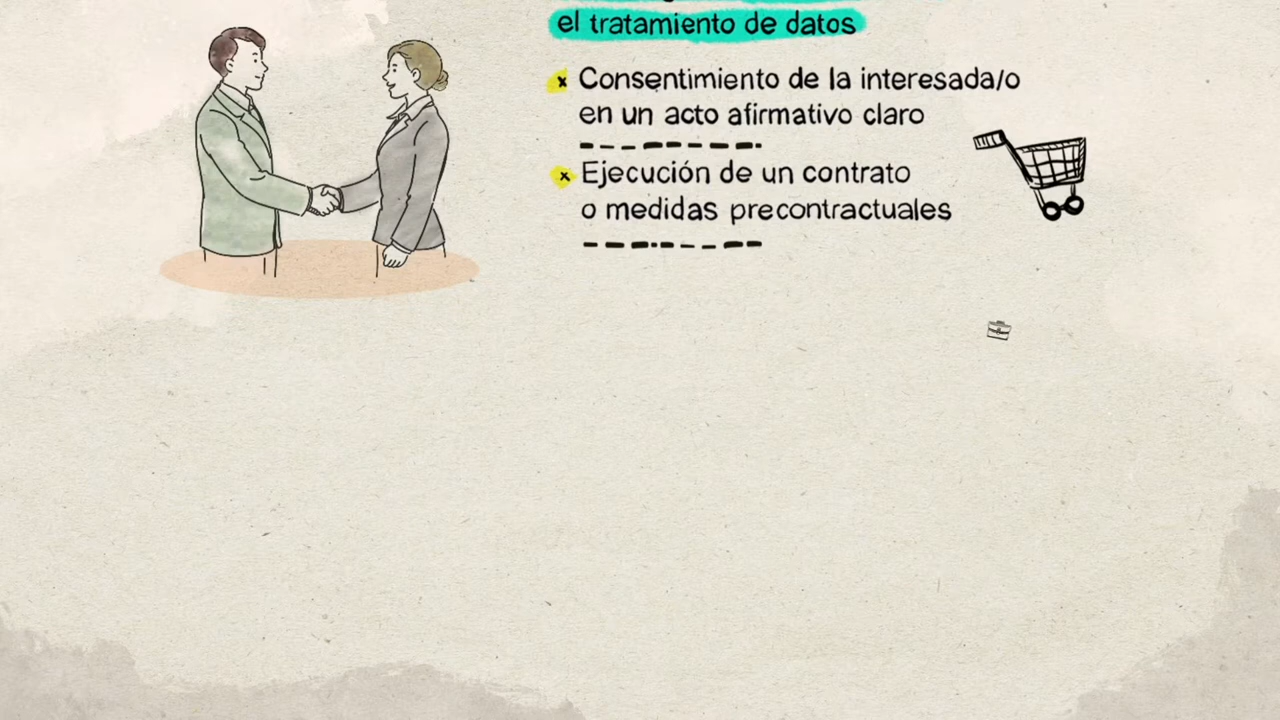 el tratamiento de datos
x Consentimiento de la interesada/o
en un acto afirmativo claro
x Ejecución de un contrato
o medidas precontractuales